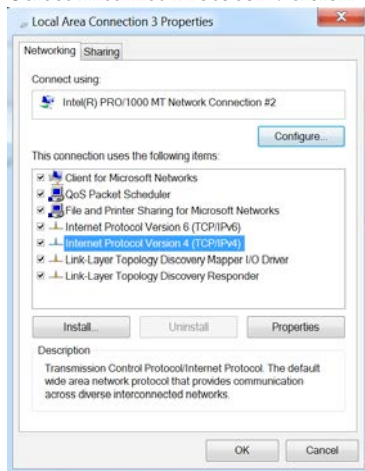 Local Area Connection 3 Properties
Networking Sharing
Connect using:
Intel(R) PRO/1000 MT Network Connection #2
Configure...
This connection uses the following items:
Client for Microsoft Networks
QoS Packet Scheduler
File and Printer Sharing for Microsoft Networks
Internet Protocol Version 6 (TCP/IPv6)
Internet Protocol Version 4 (TCP/IPv4)
Link-Layer Topology Discovery Mapper I/O Driver
Link-Layer Topology Discovery Responder
Install... Uninstall Properties
Description
Transmission Control Protocol/Internet Protocol. The default
wide area network protocol that provides communication
across diverse interconnected networks.
OK Cancel